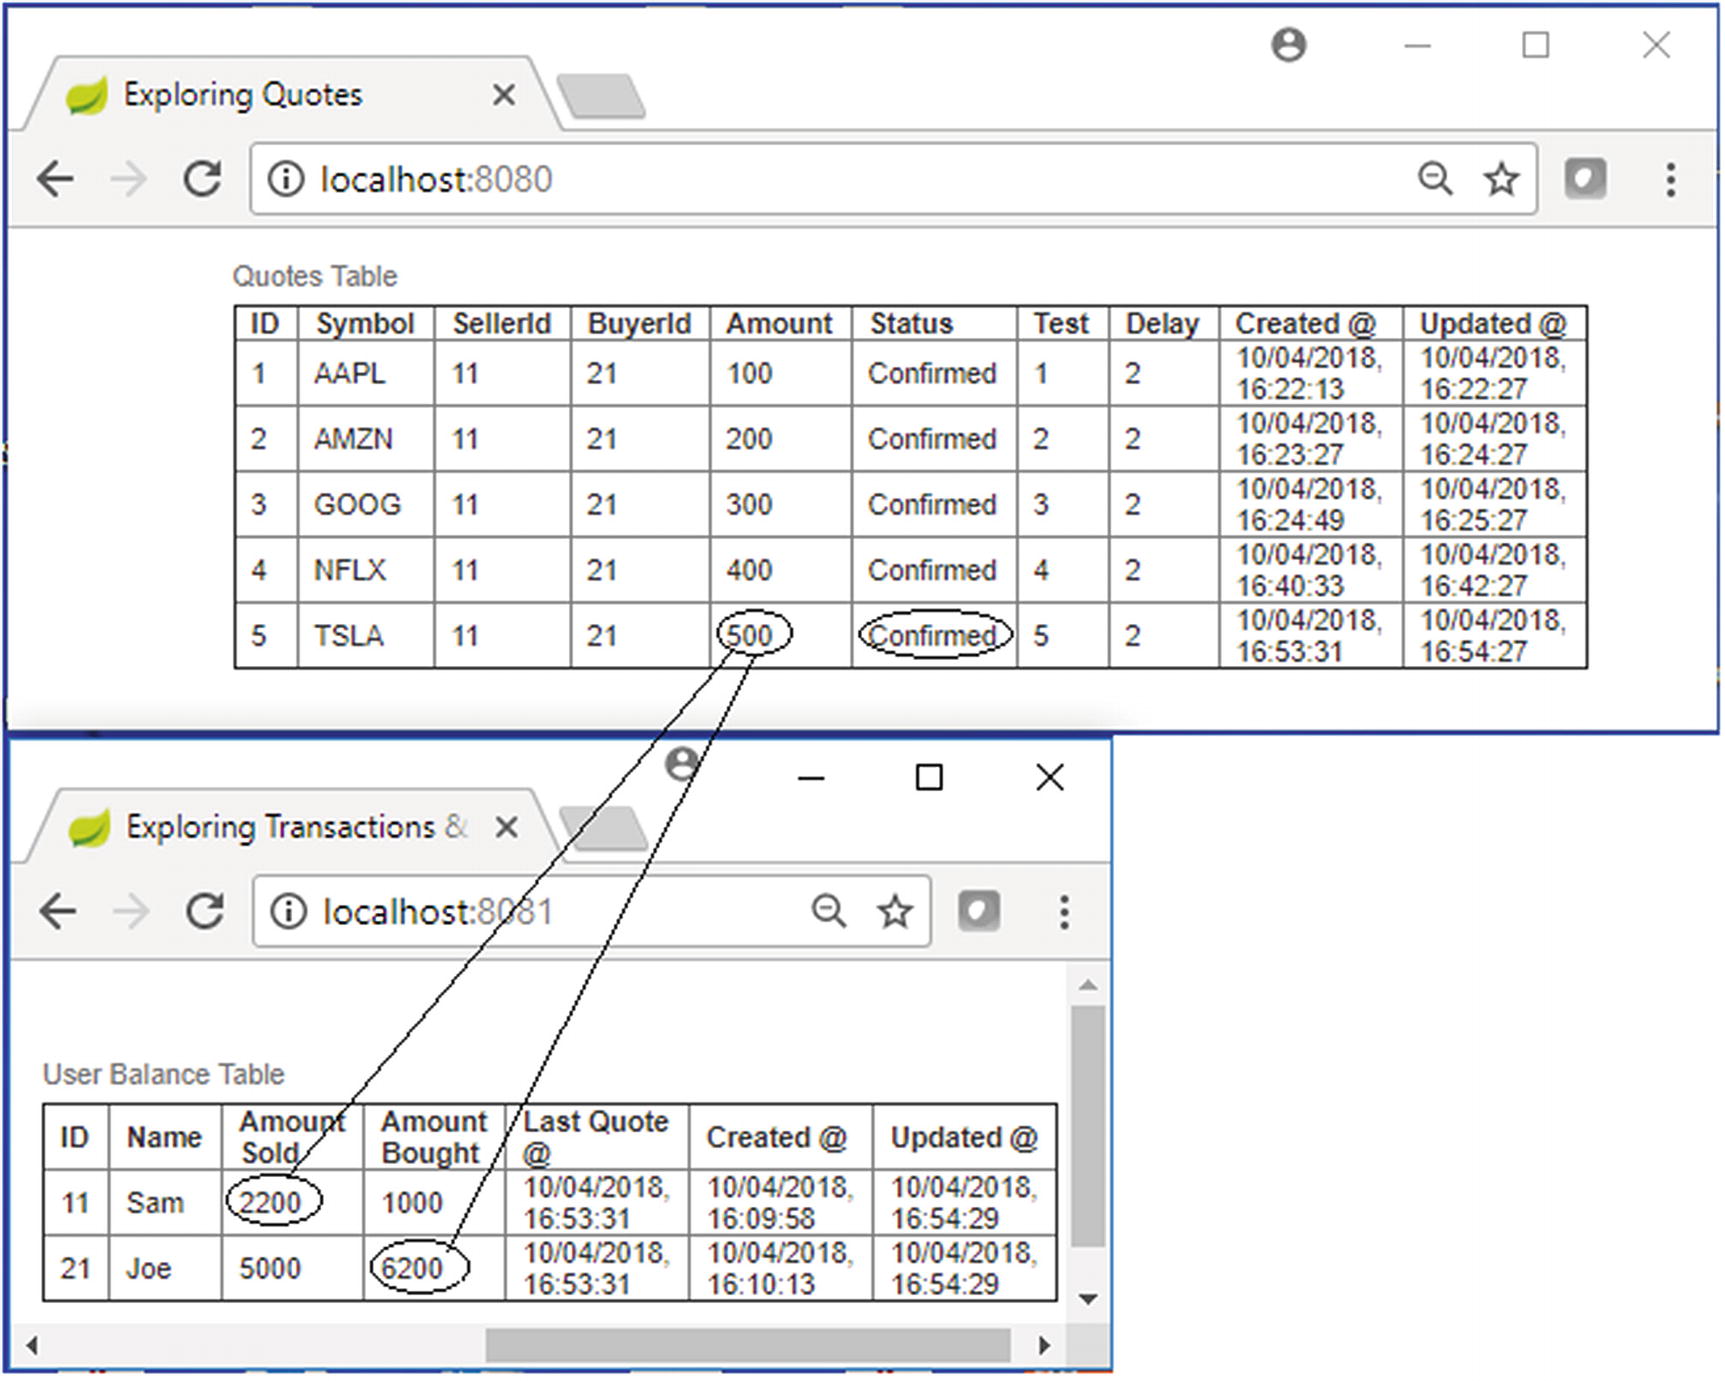 Exploring Quotes
localhost:8080
Quotes Table
ID Symbol SellerId BuyerId Amount Status Test Delay Created @ Updated @
1 AAPL 11 21 100 Confirmed 1 2 10/04/2018, 16:22:13 10/04/2018, 16:22:27
2 AMZN 11 21 200 Confirmed 2 2 10/04/2018, 16:23:27 10/04/2018, 16:24:27
3 GOOG 11 21 300 Confirmed 3 2 10/04/2018, 16:24:49 10/04/2018, 16:25:27
4 NFLX 11 21 400 Confirmed 4 2 10/04/2018, 16:40:33 10/04/2018, 16:42:27
5 TSLA 11 21 500 Confirmed 5 2 10/04/2018, 16:53:31 10/04/2018, 16:54:27
Exploring Transactions &
localhost:8081
User Balance Table
ID Name Amount Sold Amount Bought Last Quote @ Created @ Updated @
11 Sam 2200 1000 10/04/2018, 16:53:31 10/04/2018, 16:09:58 10/04/2018, 16:54:29
21 Joe 5000 6200 10/04/2018, 16:53:31 10/04/2018, 16:10:13 10/04/2018, 16:54:29